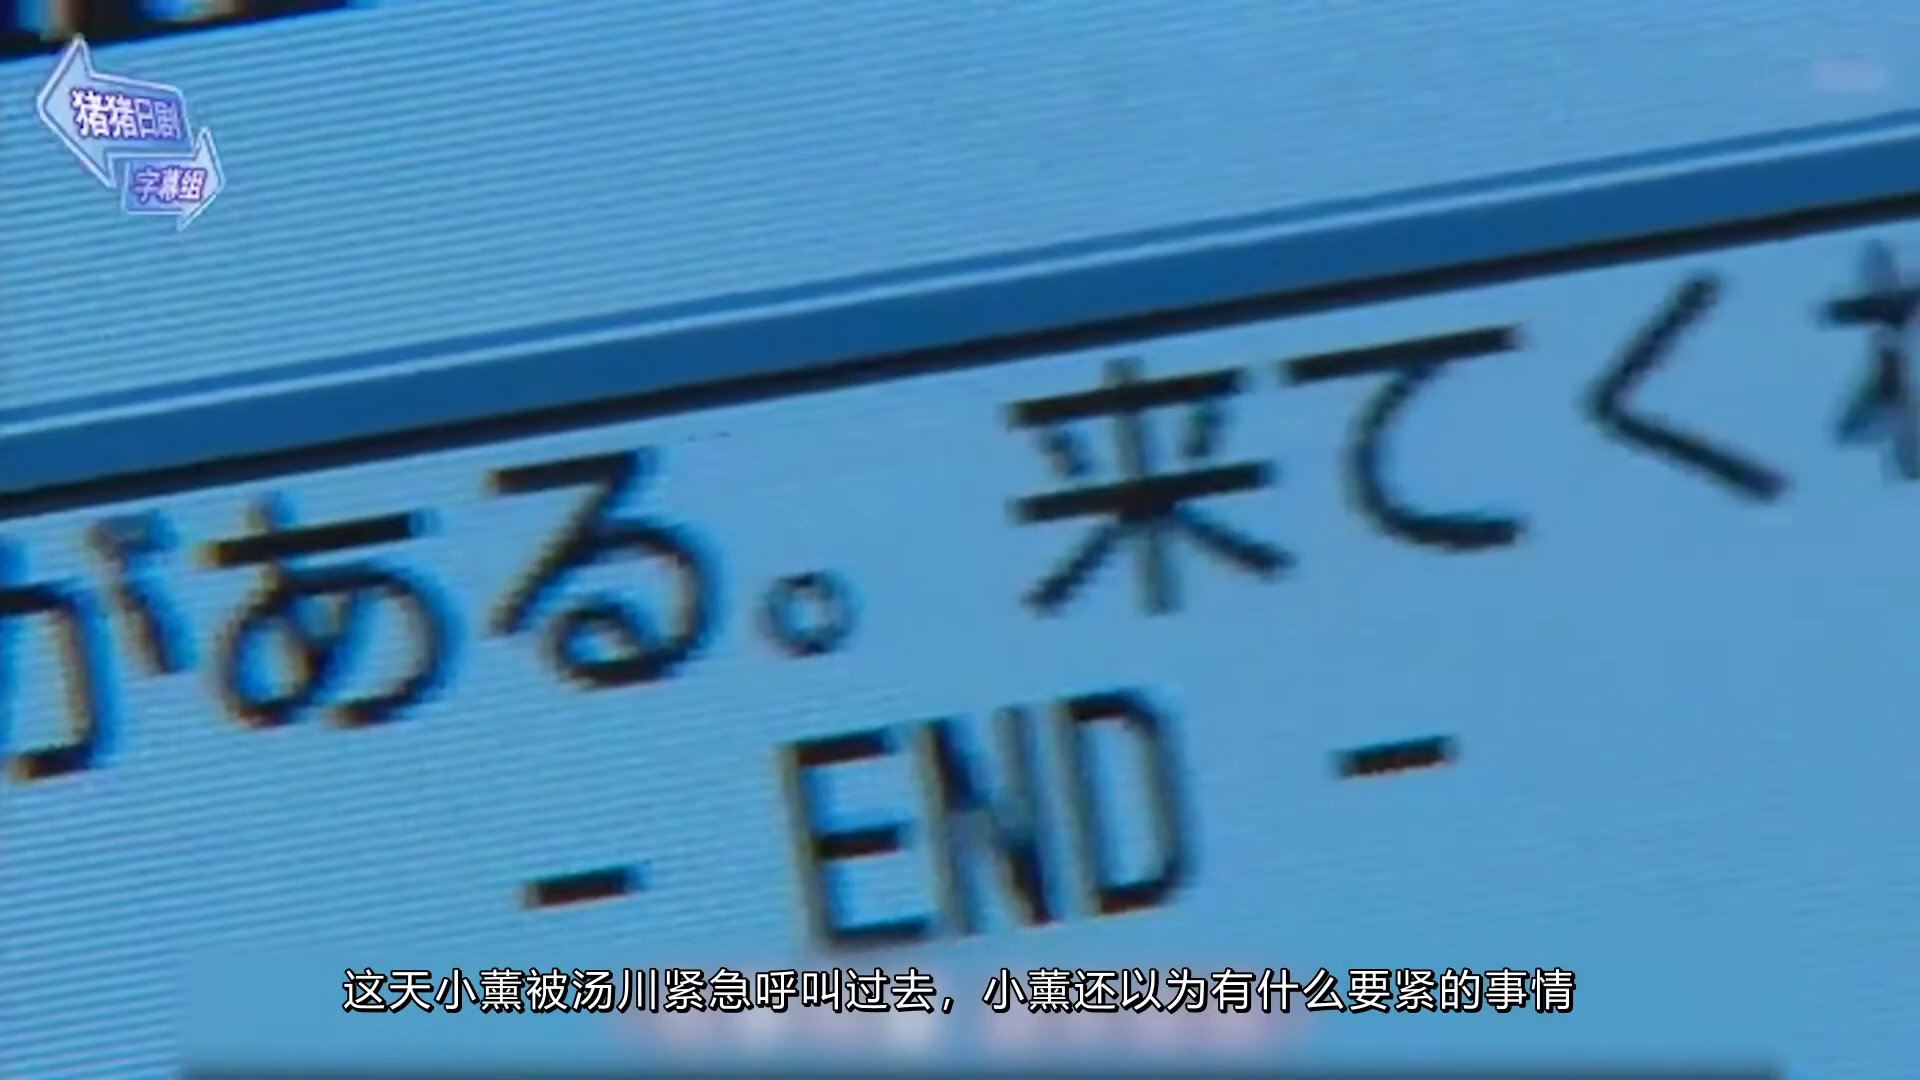 猪猪日剧
字幕组
がある。来てくれ
- END -
这天小薰被汤川紧急呼叫过去，小薰还以为有什么要紧的事情